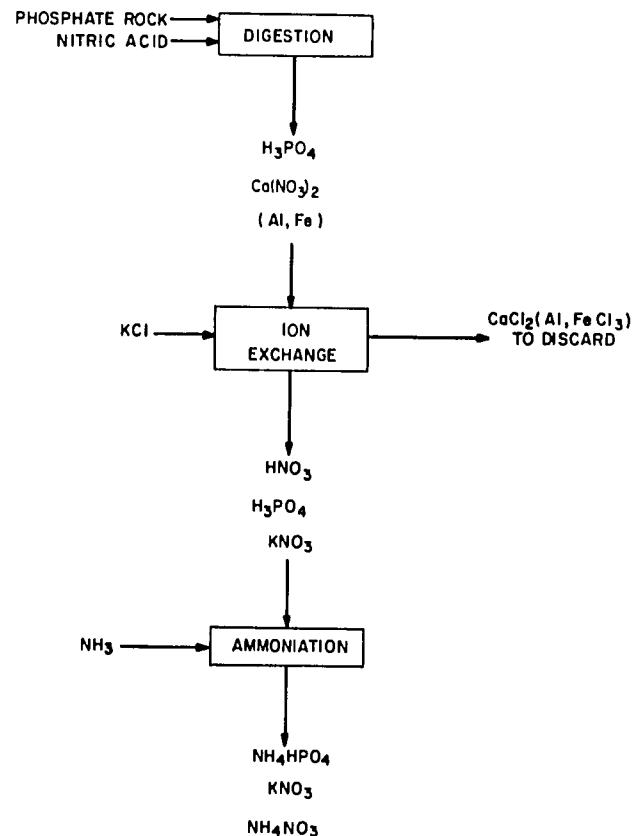 PHOSPHATE ROCK
NITRIC ACID
DIGESTION
H₃PO₄
Ca(NO₃)₂
(Al, Fe)
KCl
ION
EXCHANGE
CaCl₂(Al, FeCl₃)
TO DISCARD
HNO₃
H₃PO₄
KNO₃
NH₃
AMMONIATION
NH₄HPO₄
KNO₃
NH₄NO₃